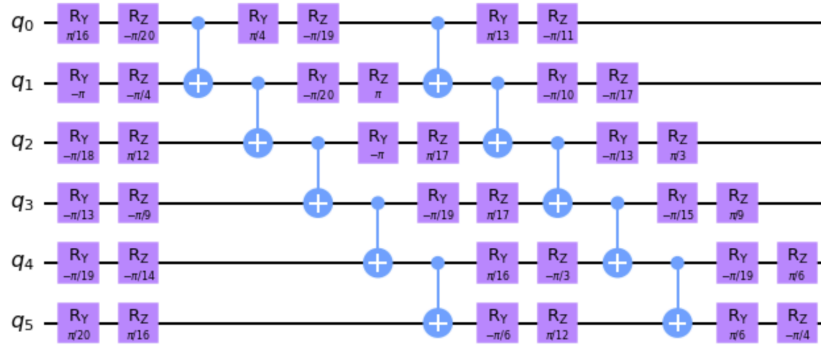 q0 RY π/16 RZ −π/20 RY π/4 RZ −π/19 RY π/13 RZ −π/11
q1 RY −π RZ −π/4 RY −π/20 RZ π RY −π/10 RZ −π/17
q2 RY −π/18 RZ π/12 RY −π RZ π/17 RY −π/13 RZ π/3
q3 RY −π/13 RZ −π/9 RY −π/19 RZ π/17 RY −π/15 RZ π/9
q4 RY −π/19 RZ −π/14 RY π/16 RZ −π/3 RY −π/19 RZ π/6
q5 RY π/20 RZ π/16 RY −π/6 RZ π/12 RY π/6 RZ −π/4